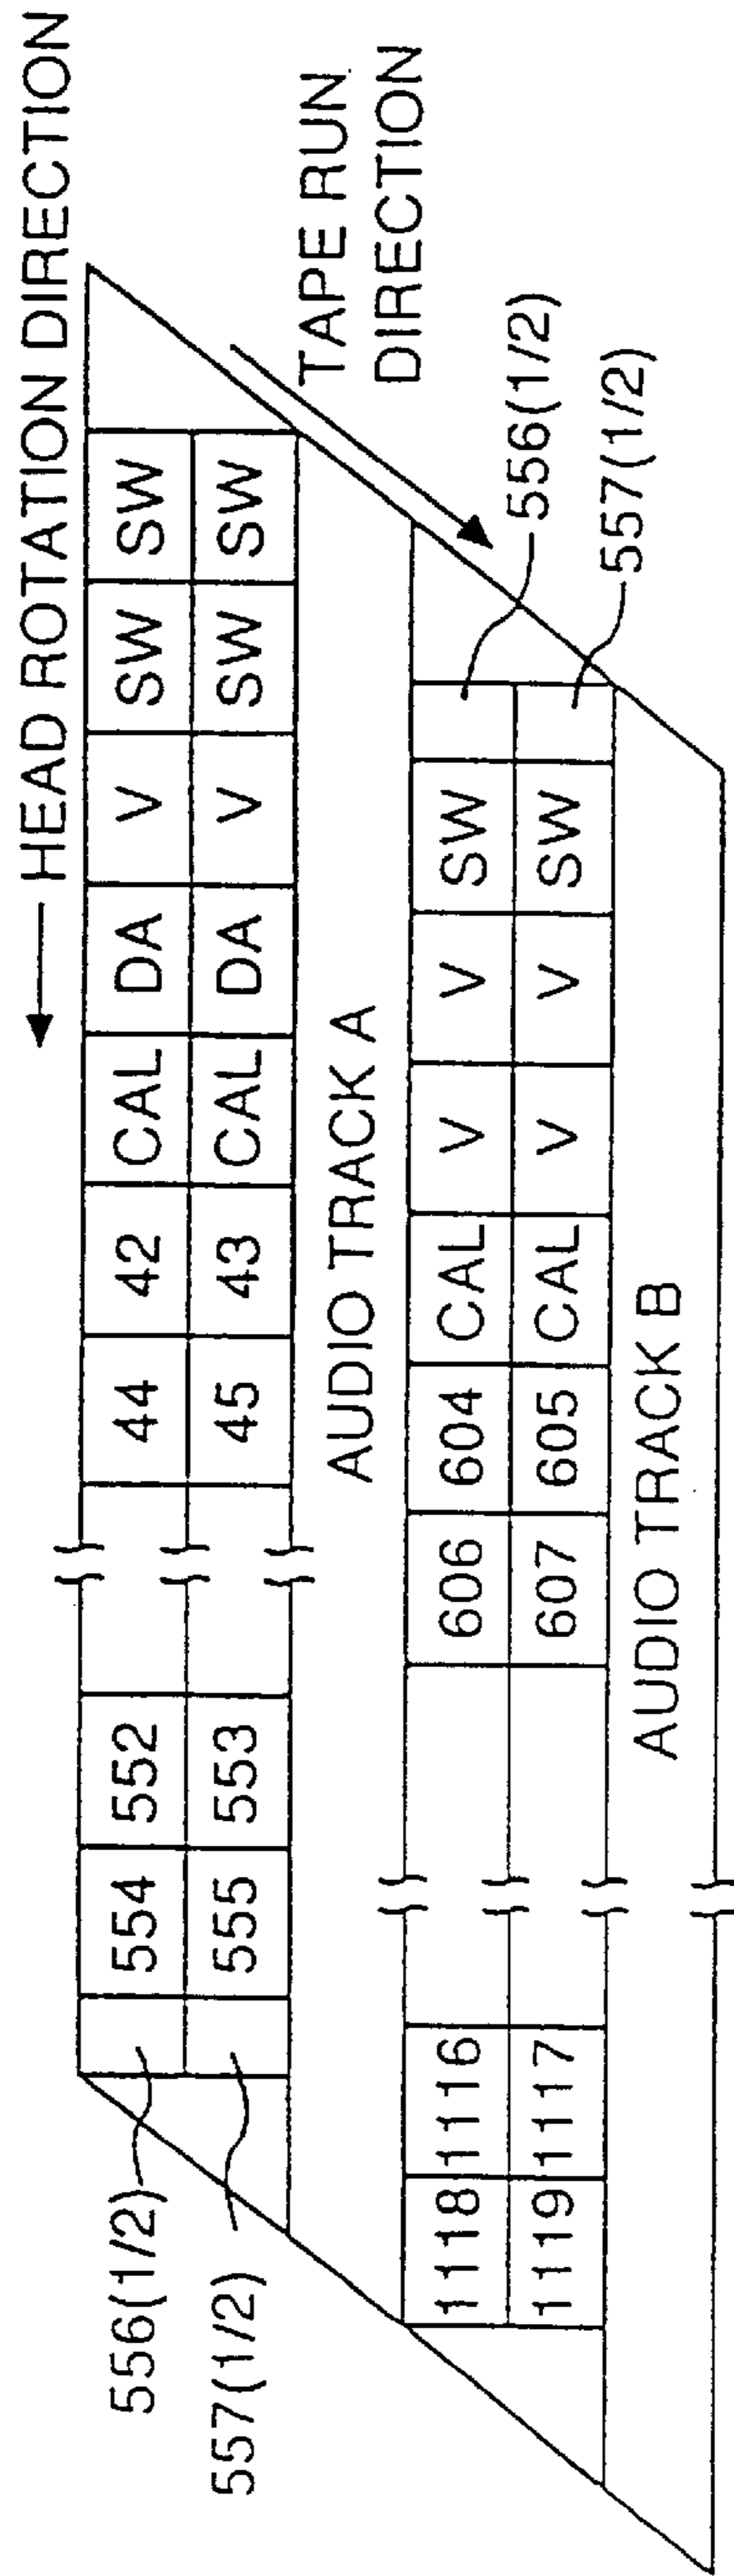 HEAD ROTATION DIRECTION
TAPE RUN
DIRECTION
554 552 44 42 CAL DA V SW SW
555 553 45 43 CAL DA V SW SW
556(1/2)
557(1/2)
AUDIO TRACK A
1118 1116 606 604 CAL V V SW
1119 1117 607 605 CAL V V SW
556(1/2)
557(1/2)
AUDIO TRACK B